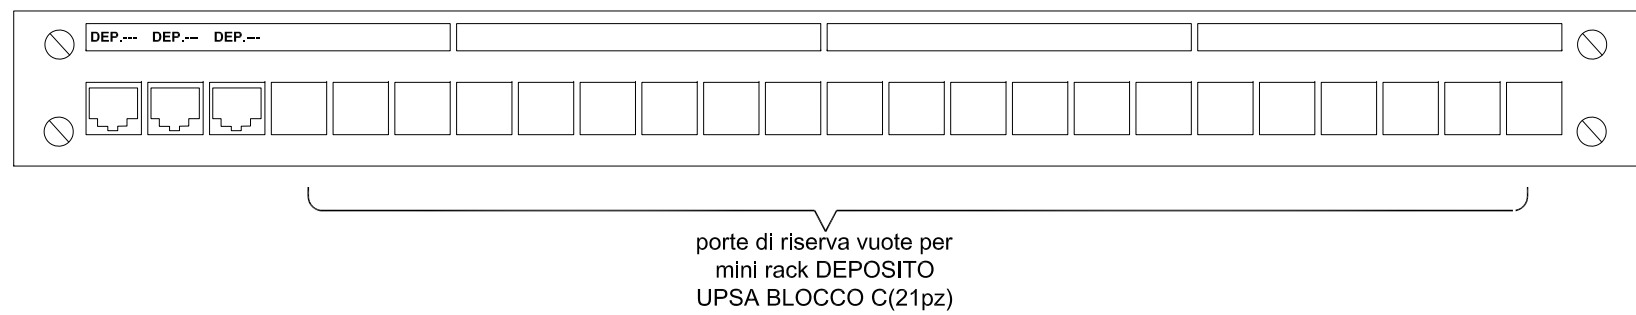 DEP.--- DEP.--- DEP.---
porte di riserva vuote per
mini rack DEPOSITO
UPSA BLOCCO C(21pz)